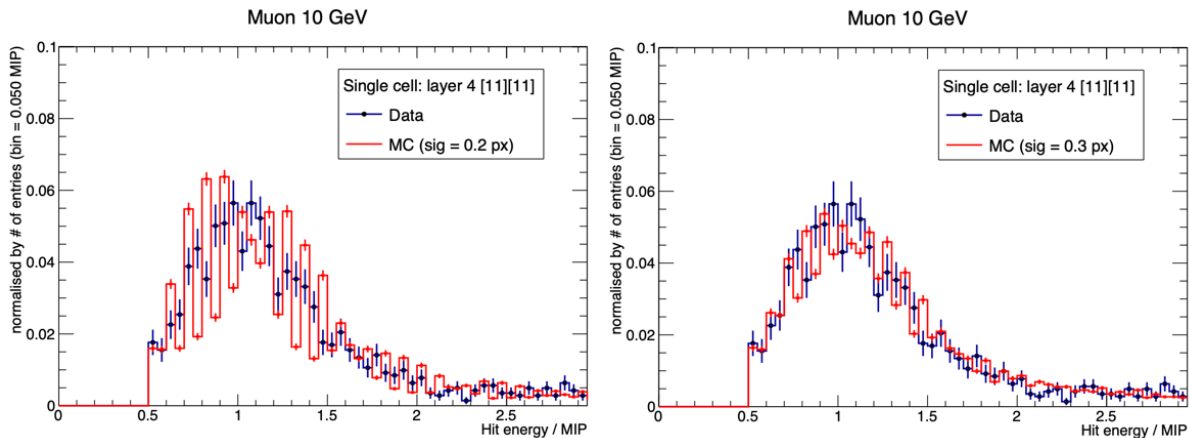 Muon 10 GeV
normalised by # of entries (bin = 0.050 MIP)
0.1
0.08
0.06
0.04
0.02
0
Single cell: layer 4 [11][11]
Data
MC (sig = 0.2 px)
0 0.5 1 1.5 2 2.5
Hit energy / MIP
Muon 10 GeV
normalised by # of entries (bin = 0.050 MIP)
0.1
0.08
0.06
0.04
0.02
0
Single cell: layer 4 [11][11]
Data
MC (sig = 0.3 px)
0 0.5 1 1.5 2 2.5
Hit energy / MIP